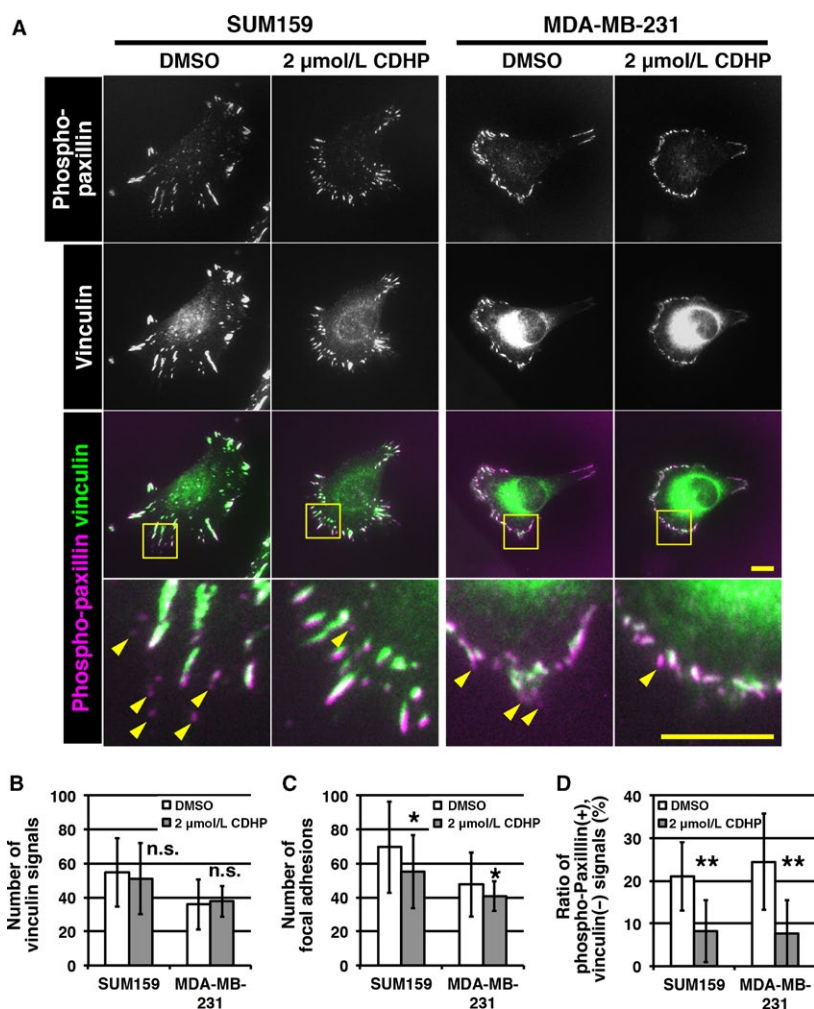 A
SUM159
MDA-MB-231
DMSO
2 µmol/L CDHP
DMSO
2 µmol/L CDHP
Phospho-
paxillin
Vinculin
Phospho-paxillin vinculin
B
Number of
vinculin signals
100
80
60
40
20
0
DMSO
2 µmol/L CDHP
n.s.
n.s.
SUM159
MDA-MB-
231
C
Number of
focal adhesions
100
80
60
40
20
0
DMSO
2 µmol/L CDHP
*
*
SUM159
MDA-MB-
231
D
Ratio of
phospho-Paxilllin(+),
vinculin(−) signals (%)
40
30
20
10
0
DMSO
2 µmol/L CDHP
**
**
SUM159
MDA-MB-
231